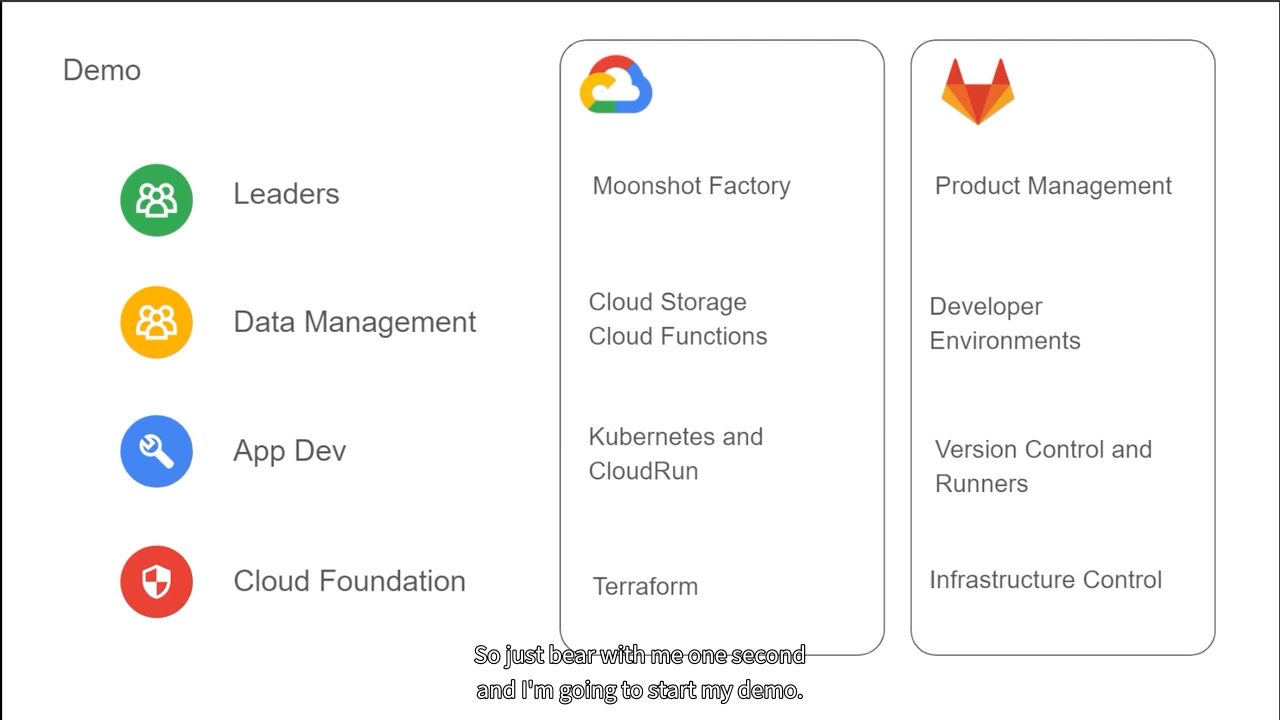 Demo
Leaders
Moonshot Factory
Product Management
Data Management
Cloud Storage
Cloud Functions
Developer
Environments
App Dev
Kubernetes and
CloudRun
Version Control and
Runners
Cloud Foundation
Terraform
Infrastructure Control
So just bear with me one second
and I'm going to start my demo.